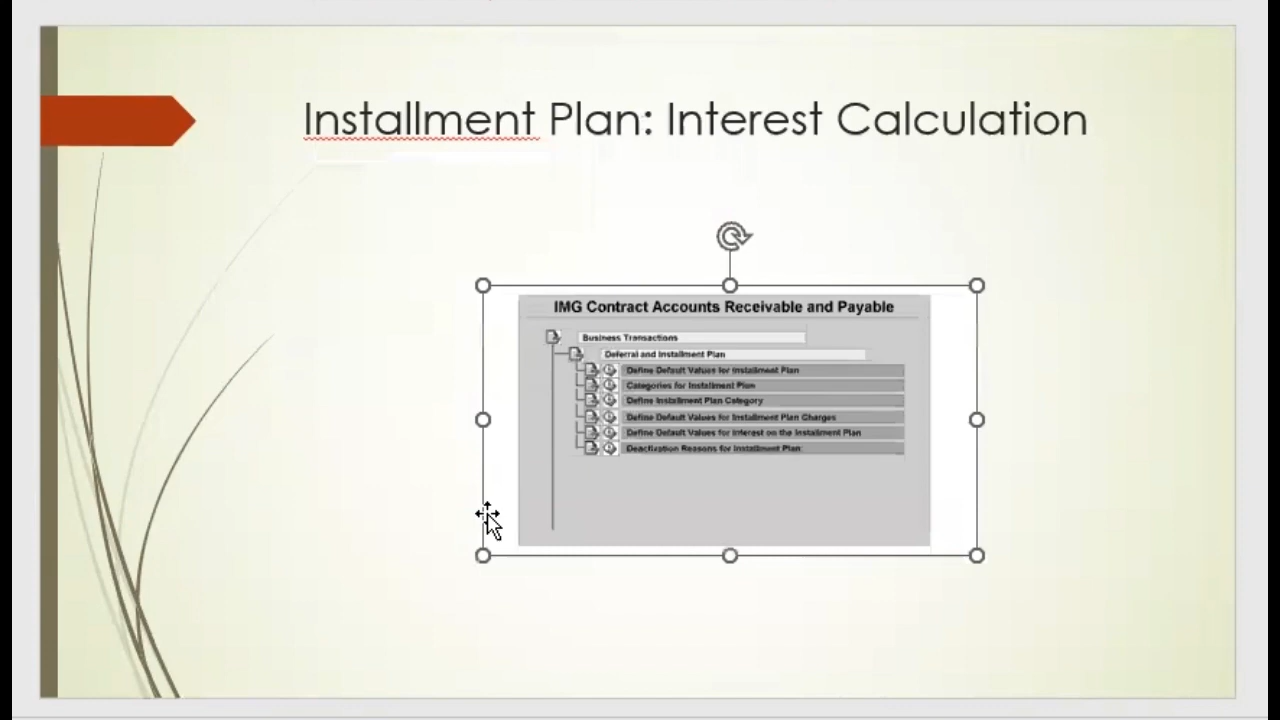 Installment Plan: Interest Calculation
IMG Contract Accounts Receivable and Payable
Business Transactions
Deferral and Installment Plan
Define Default Values for Installment Plan
Categories for Installment Plan
Define Installment Plan Category
Define Default Values for Installment Plan Charges
Define Default Values for Interest on the Installment Plan
Deactivation Reasons for Installment Plan